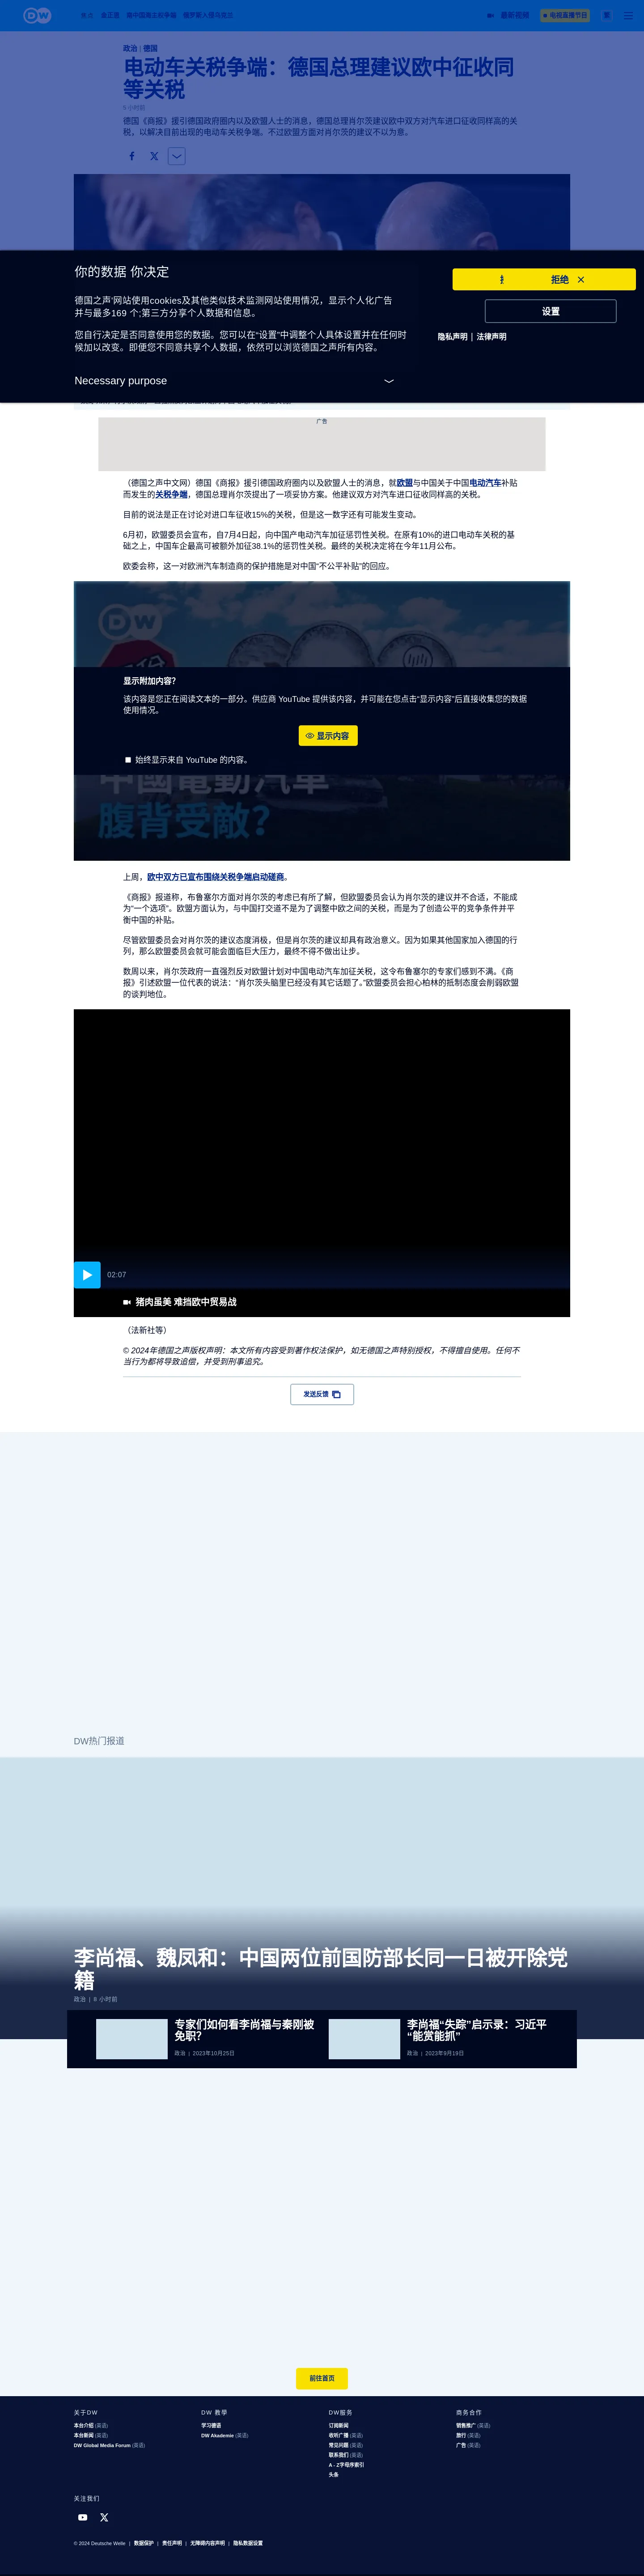 DW
金正恩
欧中因商主权争端
俄罗斯入侵乌克兰
最新视频
电视直播节目
繁
政治 | 德国
电动车关税争端：德国总理建议欧中征收同
等关税
9 小时前
德国《商报》援引德国政府圈内以及欧盟人士的消息，德国总理肖尔茨建议欧中双方对汽车进口征收同样高的关
税，以解决目前出现的电动车关税争端。不过欧盟方面对肖尔茨的建议不以为意。
你的数据 你决定
德国之声’网站使用cookies及其他类似技术监测网站使用情况，显示个人化广告
并与最多169 个;第三方分享个人数据和信息。
您自行决定是否同意使用您的数据。您可以在“设置”中调整个人具体设置并在任何时
候加以改变。即便您不同意共享个人数据，依然可以浏览德国之声所有内容。
Necessary purpose
拒绝
设置
隐私声明 | 法律声明
广告
（德国之声中文网）德国《商报》援引德国政府圈内以及欧盟人士的消息，就欧盟与中国关于中国电动汽车补贴
而发生的关税争端，德国总理肖尔茨提出了一项妥协方案。他建议双方对汽车进口征收同样高的关税。
目前的说法是正在讨论对进口车征收15%的关税，但是这一数字还有可能发生变动。
6月初，欧盟委员会宣布，自7月4日起，向中国产电动汽车加征惩罚性关税。在原有10%的进口电动车关税的基
础之上，中国车企最高可被额外加征38.1%的惩罚性关税。最终的关税决定将在今年11月公布。
欧委会称，这一对欧洲汽车制造商的保护措施是对中国“不公平补贴”的回应。
DW
显示附加内容?
该内容是您正在阅读文本的一部分。供应商 YouTube 提供该内容，并可能在您点击“显示内容”后直接收集您的数据
使用情况。
显示内容
始终显示来自 YouTube 的内容。
中國電動汽車
腹背受敵？
上周，欧中双方已宣布围绕关税争端启动磋商。
《商报》报道称，布鲁塞尔方面对肖尔茨的考虑已有所了解，但欧盟委员会认为肖尔茨的建议并不合适，不能成
为“一个选项”。欧盟方面认为，与中国打交道不是为了调整中欧之间的关税，而是为了创造公平的竞争条件并平
衡中国的补贴。
尽管欧盟委员会对肖尔茨的建议态度消极，但是肖尔茨的建议却具有政治意义。因为如果其他国家加入德国的行
列，那么欧盟委员会就可能会面临巨大压力，最终不得不做出让步。
数周以来，肖尔茨政府一直强烈反对欧盟计划对中国电动汽车加征关税，这令布鲁塞尔的专家们感到不满。《商
报》引述欧盟一位代表的说法：“肖尔茨头脑里已经没有其它话题了。”欧盟委员会担心柏林的抵制态度会削弱欧盟
的谈判地位。
02:07
猪肉虽美 难挡欧中贸易战
（法新社等）
© 2024年德国之声版权声明：本文所有内容受到著作权法保护，如无德国之声特别授权，不得擅自使用。任何不
当行为都将导致追偿，并受到刑事追究。
发送反馈
DW热门报道
李尚福、魏凤和：中国两位前国防部长同一日被开除党
籍
政治 | 8 小时前
专家们如何看李尚福与秦刚被
免职？
政治 | 2023年10月25日
李尚福“失踪”启示录：习近平
“能赏能抓”
政治 | 2023年9月19日
前往首页
关于DW
本台介绍 (英语)
本台新闻 (英语)
DW Global Media Forum (英语)
DW 教學
学习德语
DW Akademie (英语)
DW服务
订阅新闻
收听广播 (英语)
常见问题 (英语)
联系我们 (英语)
A - Z字母序索引
头条
商务合作
销售推广 (英语)
旅行 (英语)
广告 (英语)
关注我们
© 2024 Deutsche Welle | 数据保护 | 责任声明 | 无障碍内容声明 | 隐私数据设置